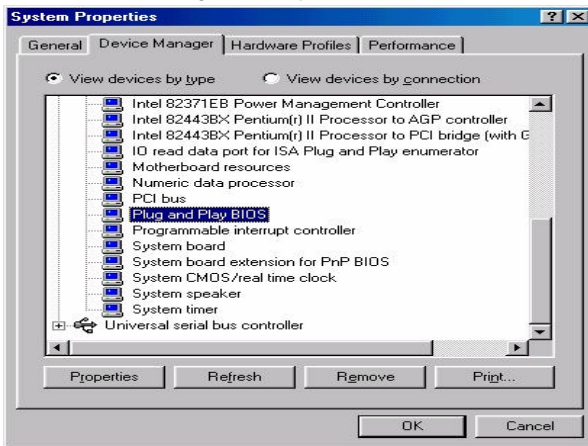 System Properties
General Device Manager Hardware Profiles Performance
View devices by type View devices by connection
Intel 82371EB Power Management Controller
Intel 82443BX Pentium(r) II Processor to AGP controller
Intel 82443BX Pentium(r) II Processor to PCI bridge (with G
IO read data port for ISA Plug and Play enumerator
Motherboard resources
Numeric data processor
PCI bus
Plug and Play BIOS
Programmable interrupt controller
System board
System board extension for PnP BIOS
System CMOS/real time clock
System speaker
System timer
Universal serial bus controller
Properties Refresh Remove Print...
OK Cancel